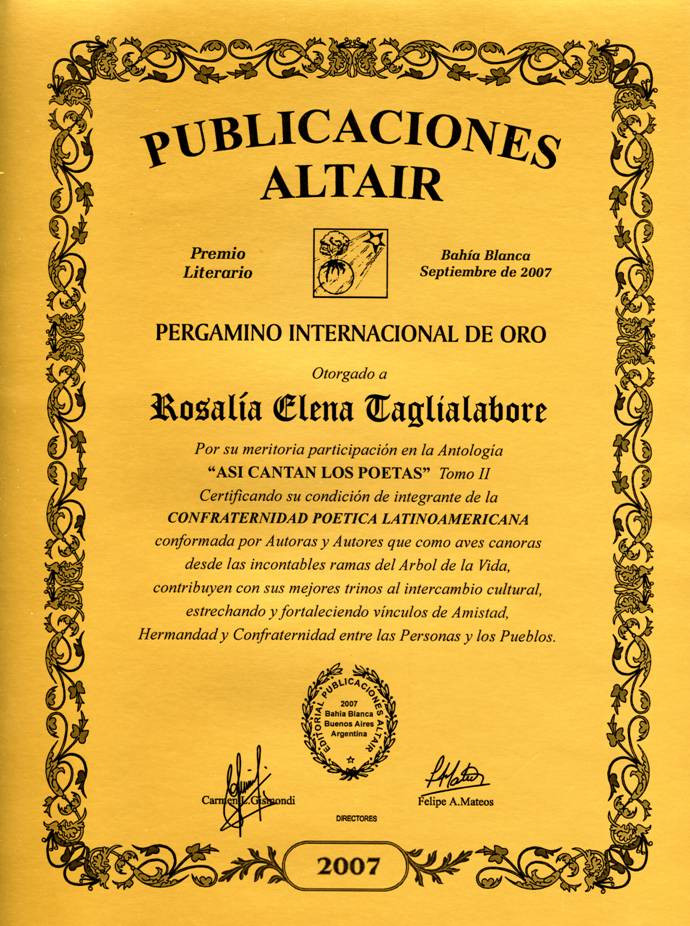 PUBLICACIONES
ALTAIR
Premio
Literario
Bahía Blanca
Septiembre de 2007
PERGAMINO INTERNACIONAL DE ORO
Otorgado a
Rosalía Elena Taglialabore
Por su meritoria participación en la Antología
“ASI CANTAN LOS POETAS” Tomo II
Certificando su condición de integrante de la
CONFRATERNIDAD POETICA LATINOAMERICANA
conformada por Autoras y Autores que como aves canoras
desde las incontables ramas del Arbol de la Vida,
contribuyen con sus mejores trinos al intercambio cultural,
estrechando y fortaleciendo vínculos de Amistad,
Hermandad y Confraternidad entre las Personas y los Pueblos.
EDITORIAL PUBLICACIONES ALTAIR
2007
Bahía Blanca
Buenos Aires
Argentina
Carmen L. Gismondi
Felipe A. Mateos
DIRECTORES
2007